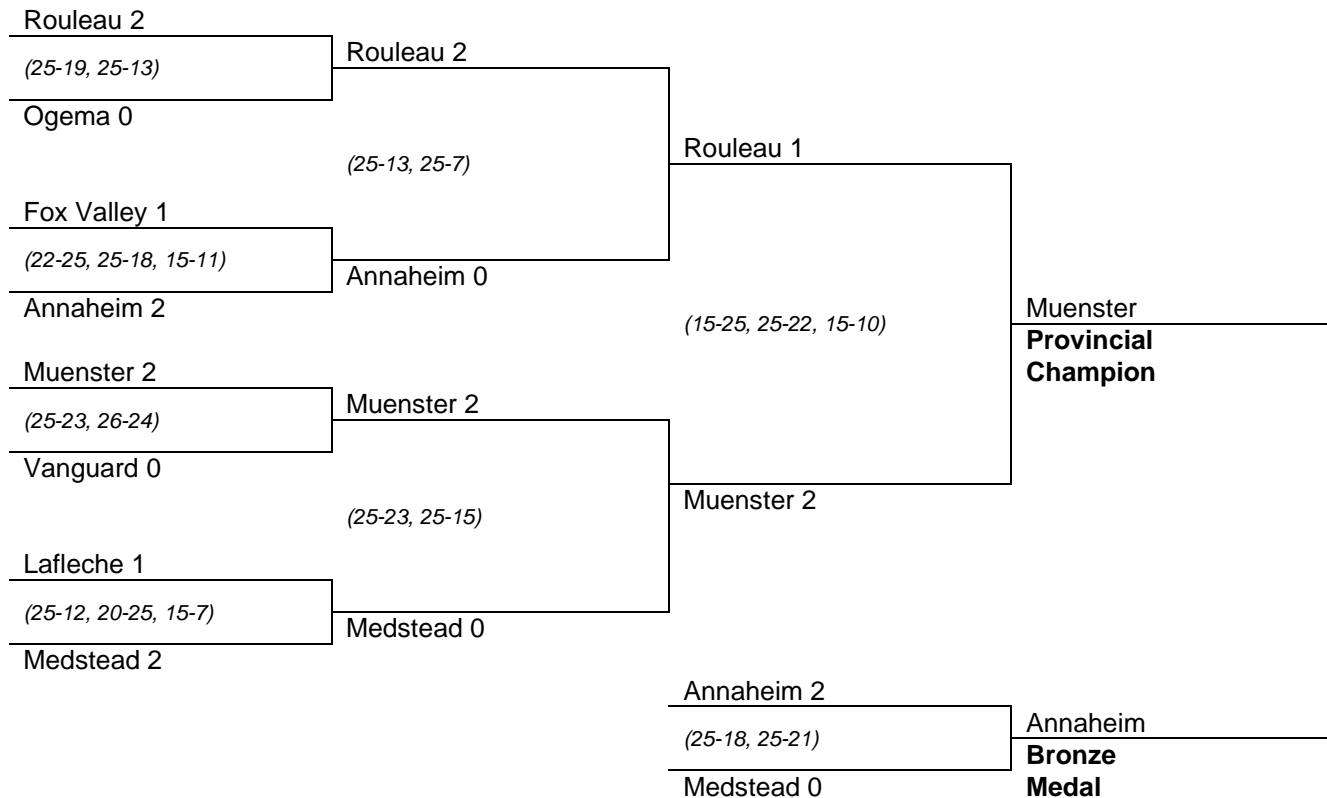 Rouleau 2
(25-19, 25-13)
Ogema 0
Fox Valley 1
(22-25, 25-18, 15-11)
Annaheim 2
Muenster 2
(25-23, 26-24)
Vanguard 0
Lafleche 1
(25-12, 20-25, 15-7)
Medstead 2
Rouleau 2
(25-13, 25-7)
Annaheim 0
Muenster 2
(25-23, 25-15)
Medstead 0
Rouleau 1
(15-25, 25-22, 15-10)
Muenster 2
Muenster
Provincial
Champion
Annaheim 2
(25-18, 25-21)
Medstead 0
Annaheim
Bronze
Medal